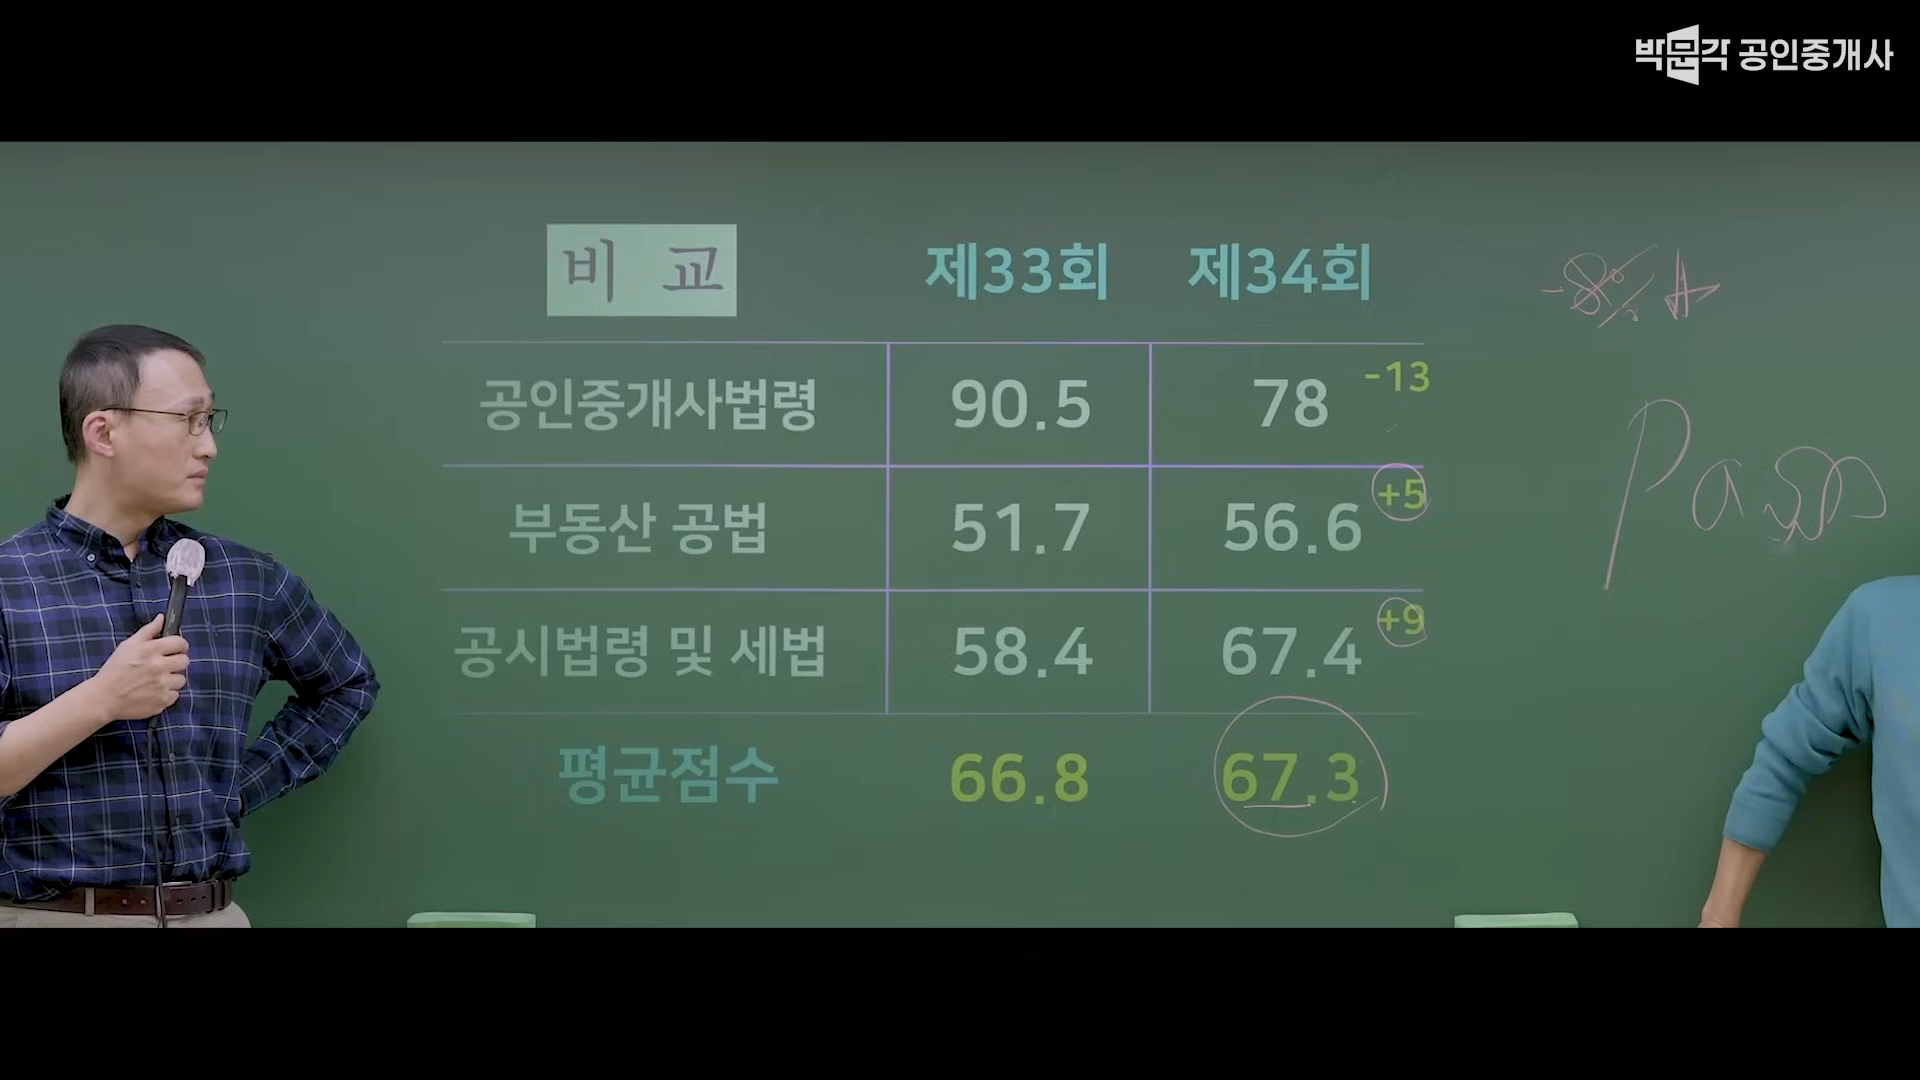 박문각 공인중개사
비 교 제33회 제34회
공인중개사법령 90.5 78 -13
부동산 공법 51.7 56.6 +5
공시법령 및 세법 58.4 67.4 +9
평균점수 66.8 67.3
Pass